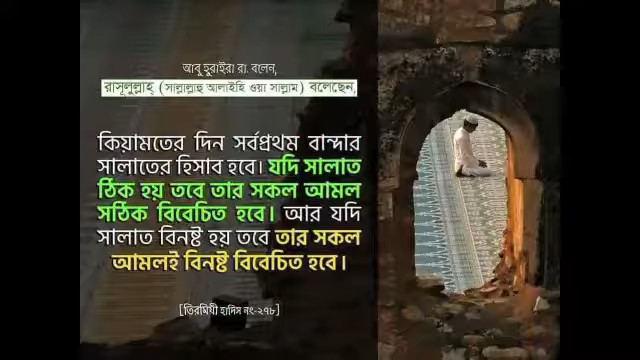 আবু হুরাইরা রা. বলেন,
রাসূলুল্লাহ্ (সাল্লাল্লাহু আলাইহি ওয়া সাল্লাম) বলেছেন,
কিয়ামতের দিন সর্বপ্রথম বান্দার
সালাতের হিসাব হবে। যদি সালাত
ঠিক হয় তবে তার সকল আমল
সঠিক বিবেচিত হবে। আর যদি
সালাত বিনষ্ট হয় তবে তার সকল
আমলই বিনষ্ট বিবেচিত হবে।
[তিরমিযী হাদিস নং-২৭৮]